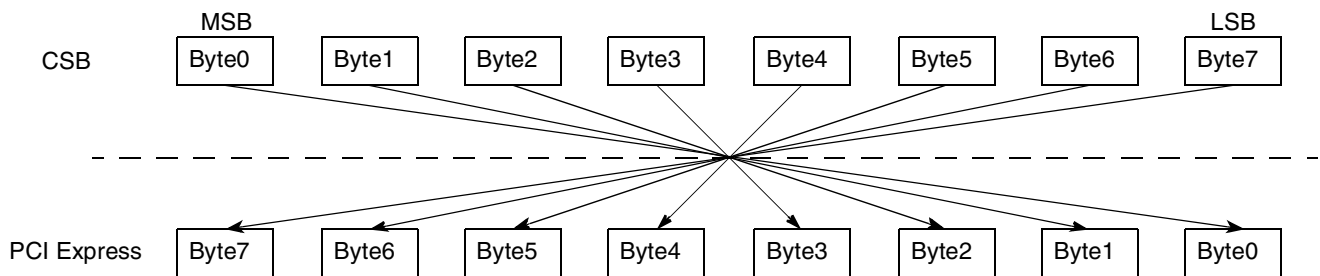 MSB LSB
CSB Byte0 Byte1 Byte2 Byte3 Byte4 Byte5 Byte6 Byte7
PCI Express Byte7 Byte6 Byte5 Byte4 Byte3 Byte2 Byte1 Byte0